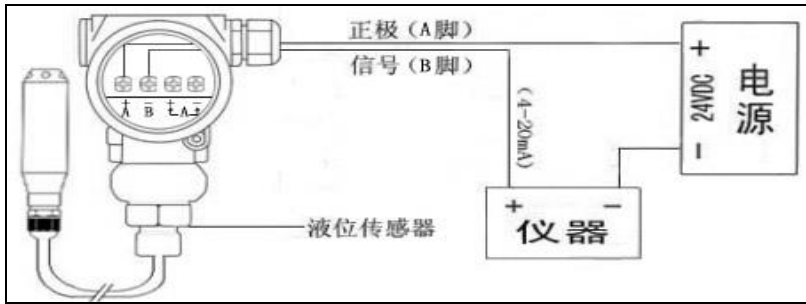 正极（A脚）
信号（B脚）
+ - + -
A B A
(4-20mA)
+
24VDC
-
电源
+ -
仪器
液位传感器